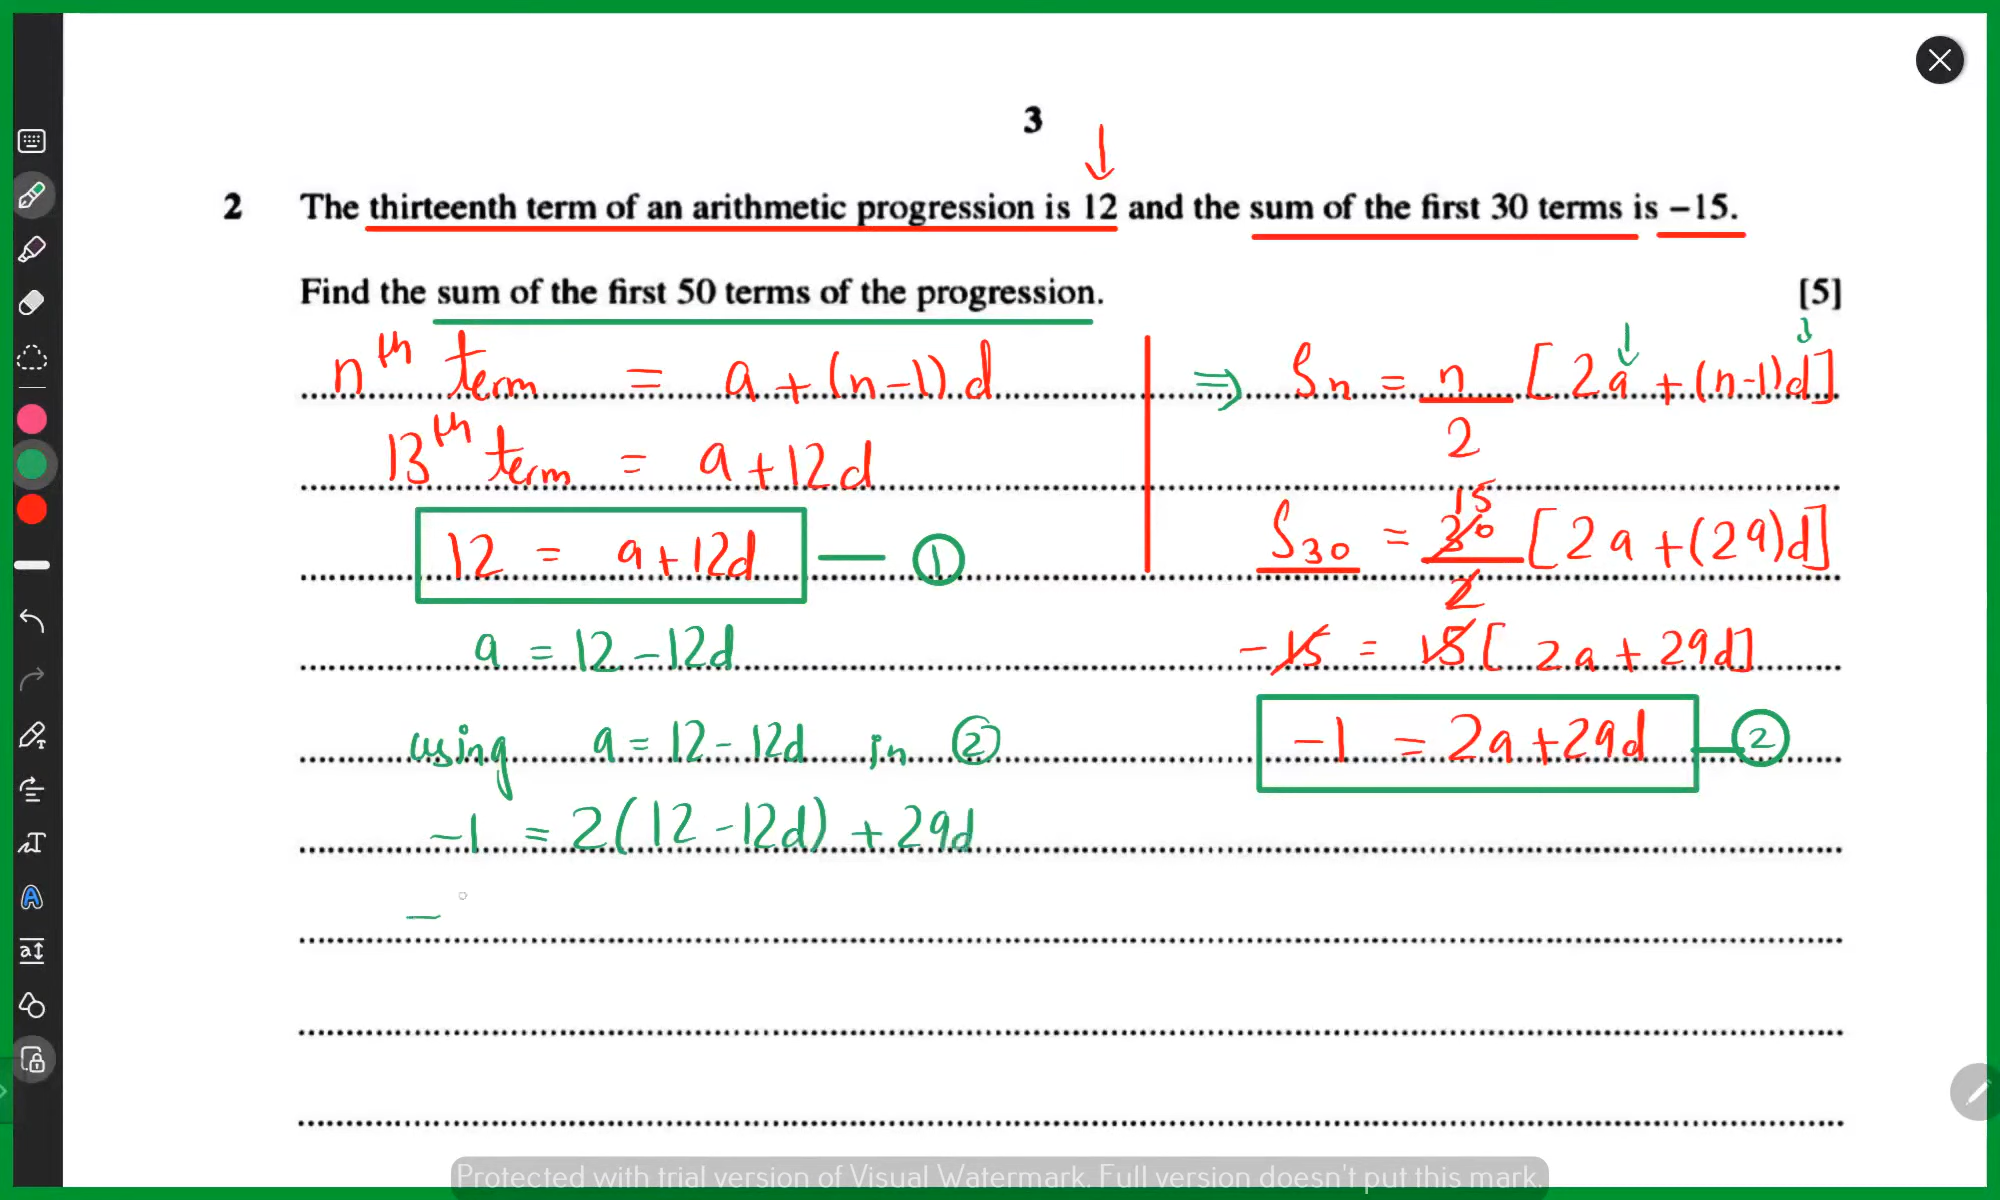 3
2 The thirteenth term of an arithmetic progression is 12 and the sum of the first 30 terms is −15.
Find the sum of the first 50 terms of the progression. [5]
nth term = a + (n-1)d
13th term = a + 12d
12 = a + 12d — ①
a = 12 - 12d
using a = 12 - 12d in ②
-1 = 2(12 - 12d) + 29d
−
⇒ Sn = n/2 [2a + (n-1)d]
S30 = 30/2 [2a + (29)d]
15
-15 = 15[2a + 29d]
-1 = 2a + 29d — ②
Protected with trial version of Visual Watermark. Full version doesn't put this mark.